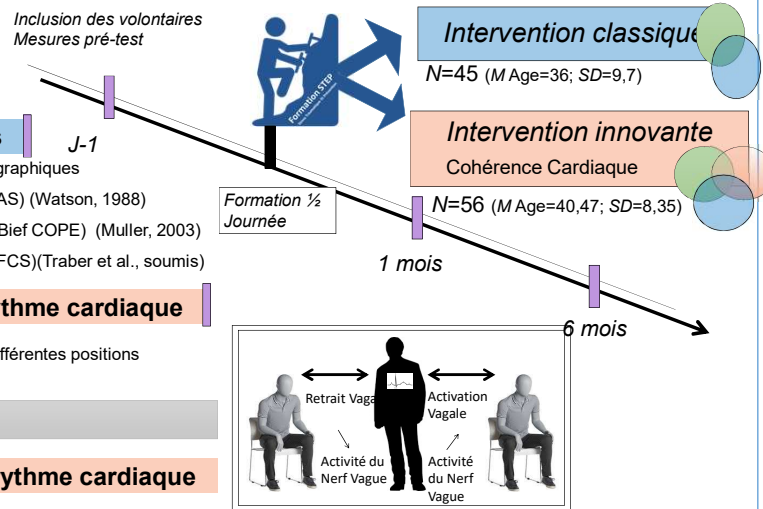 Inclusion des volontaires
Mesures pré-test
Intervention classique
N=45 (M Age=36; SD=9,7)
Formation STEP
Intervention innovante
Cohérence Cardiaque
N=56 (M Age=40,47; SD=8,35)
J-1
s
graphiques
AS) (Watson, 1988)
Bief COPE) (Muller, 2003)
FCS)(Traber et al., soumis)
Formation ½
Journée
1 mois
6 mois
ythme cardiaque
fférentes positions
Retrait Vaga
Activation
Vagale
Activité du
Nerf Vague
Activité
du Nerf
Vague
ythme cardiaque